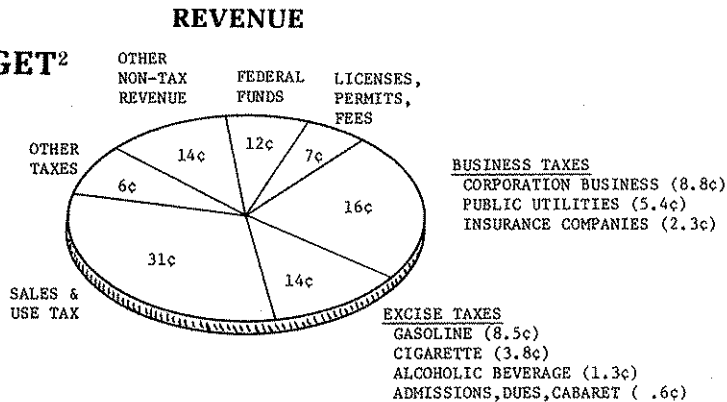 REVENUE
GET²
OTHER
NON-TAX
REVENUE
FEDERAL
FUNDS
LICENSES,
PERMITS,
FEES
OTHER
TAXES
14¢
12¢
7¢
6¢
16¢
31¢
14¢
BUSINESS TAXES
CORPORATION BUSINESS (8.8¢)
PUBLIC UTILITIES (5.4¢)
INSURANCE COMPANIES (2.3¢)
SALES &
USE TAX
EXCISE TAXES
GASOLINE (8.5¢)
CIGARETTE (3.8¢)
ALCOHOLIC BEVERAGE (1.3¢)
ADMISSIONS,DUES,CABARET ( .6¢)